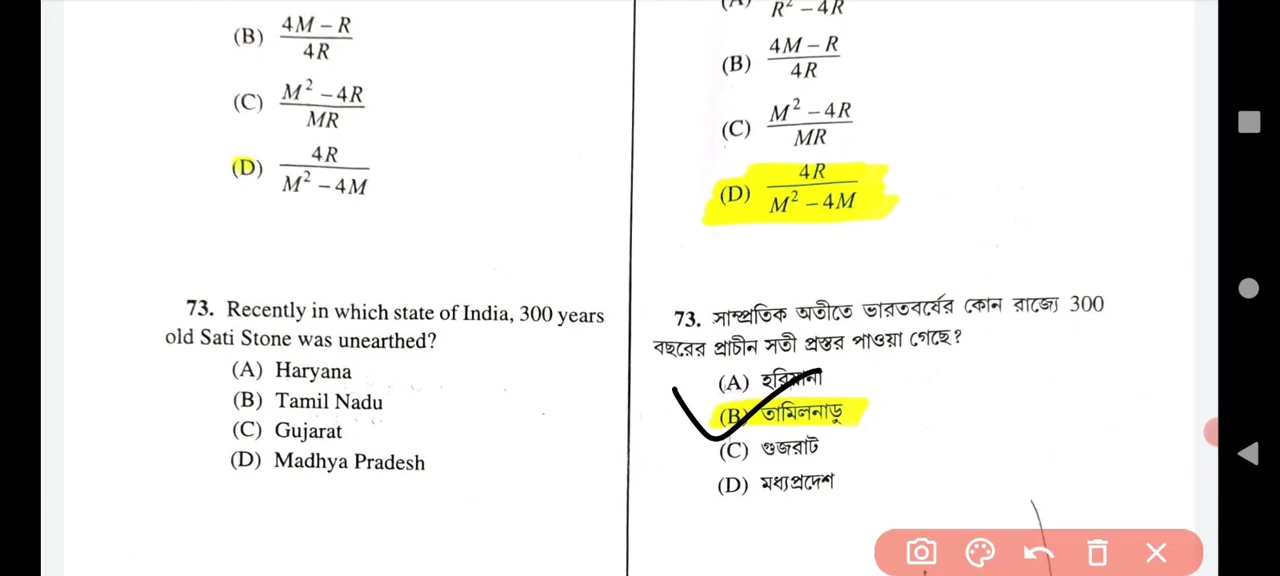 (B) 4M – R / 4R
(C) M² – 4R / MR
(D) 4R / M² – 4M
73. Recently in which state of India, 300 years
old Sati Stone was unearthed?
(A) Haryana
(B) Tamil Nadu
(C) Gujarat
(D) Madhya Pradesh
(A) R² – 4R
(B) 4M – R / 4R
(C) M² – 4R / MR
(D) 4R / M² – 4M
73. সাম্প্রতিক অতীতে ভারতবর্ষের কোন রাজ্যে 300
বছরের প্রাচীন সতী প্রস্তর পাওয়া গেছে?
(A) হরিয়ানা
(B) তামিলনাড়ু
(C) গুজরাট
(D) মধ্যপ্রদেশ